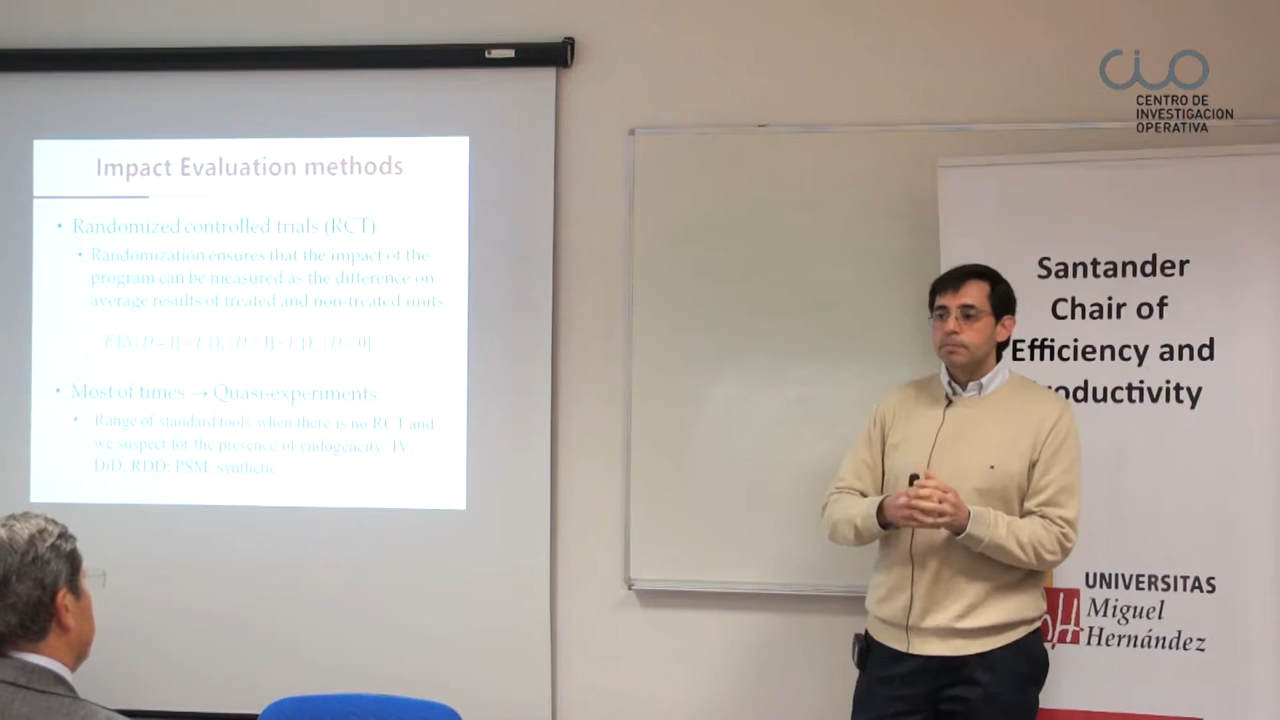 Impact Evaluation methods
• Randomized controlled trials (RCT):
• Randomization ensures that the impact of the
program can be measured as the difference on
average results of treated and non-treated units
• Most of times → Quasi-experiments:
• Range of standard tools when there is no RCT and
we suspect for the presence of endogeneity: IV;
DiD; RDD; PSM; synthetic
CIO
CENTRO DE
INVESTIGACION
OPERATIVA
Santander
Chair of
Efficiency and
roductivity
UNIVERSITAS
Miguel
Hernández